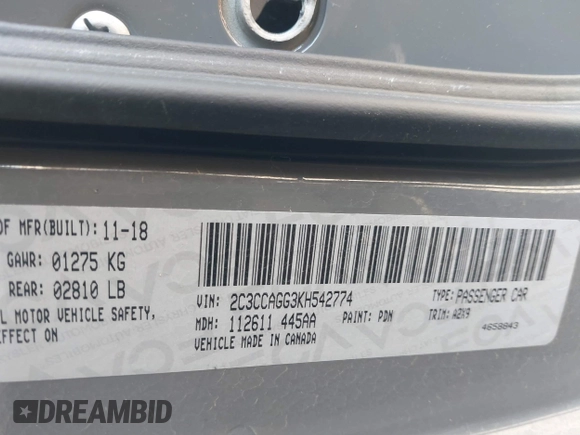 OF MFR(BUILT): 11-18
GAWR: 01275 KG
REAR: 02810 LB
L MOTOR VEHICLE SAFETY,
EFFECT ON
VIN: 2C3CCAGG3KH542774
TYPE: PASSENGER CAR
MDH: 112611 445AA
PAINT: PDN
TRIM: A2X9
VEHICLE MADE IN CANADA
4658843
DREAMBID